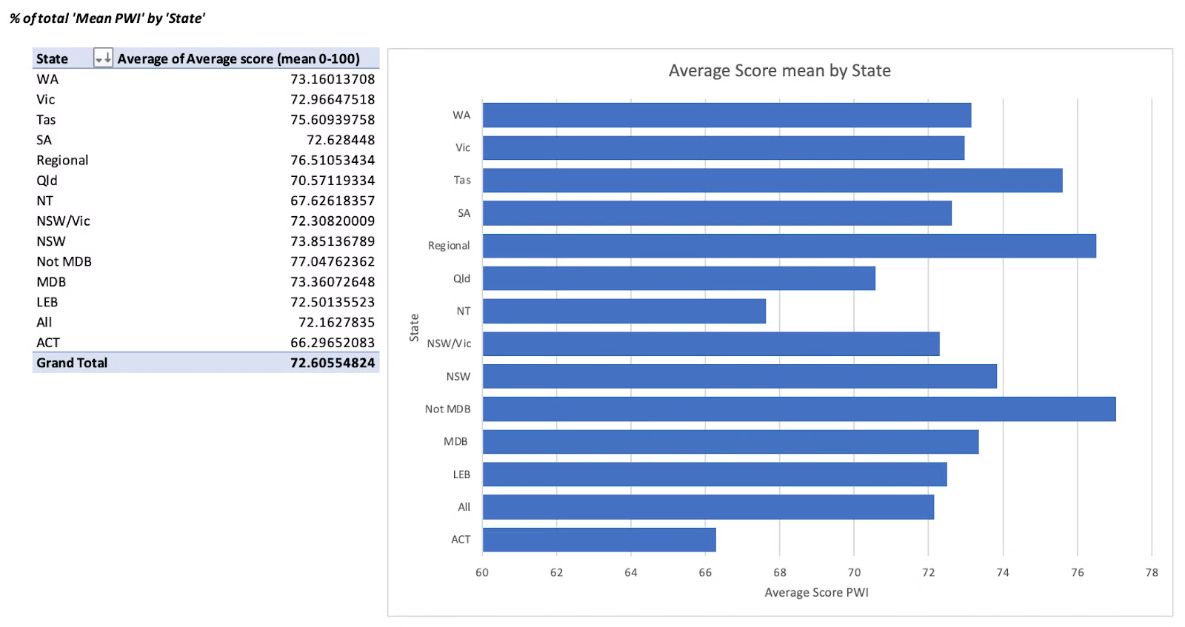 % of total 'Mean PWI' by 'State'
State Average of Average score (mean 0-100)
WA 73.16013708
Vic 72.96647518
Tas 75.60939758
SA 72.628448
Regional 76.51053434
Qld 70.57119334
NT 67.62618357
NSW/Vic 72.30820009
NSW 73.85136789
Not MDB 77.04762362
MDB 73.36072648
LEB 72.50135523
All 72.1627835
ACT 66.29652083
Grand Total 72.60554824
Average Score mean by State
State
WA
Vic
Tas
SA
Regional
Qld
NT
NSW/Vic
NSW
Not MDB
MDB
LEB
All
ACT
60 62 64 66 68 70 72 74 76 78
Average Score PWI